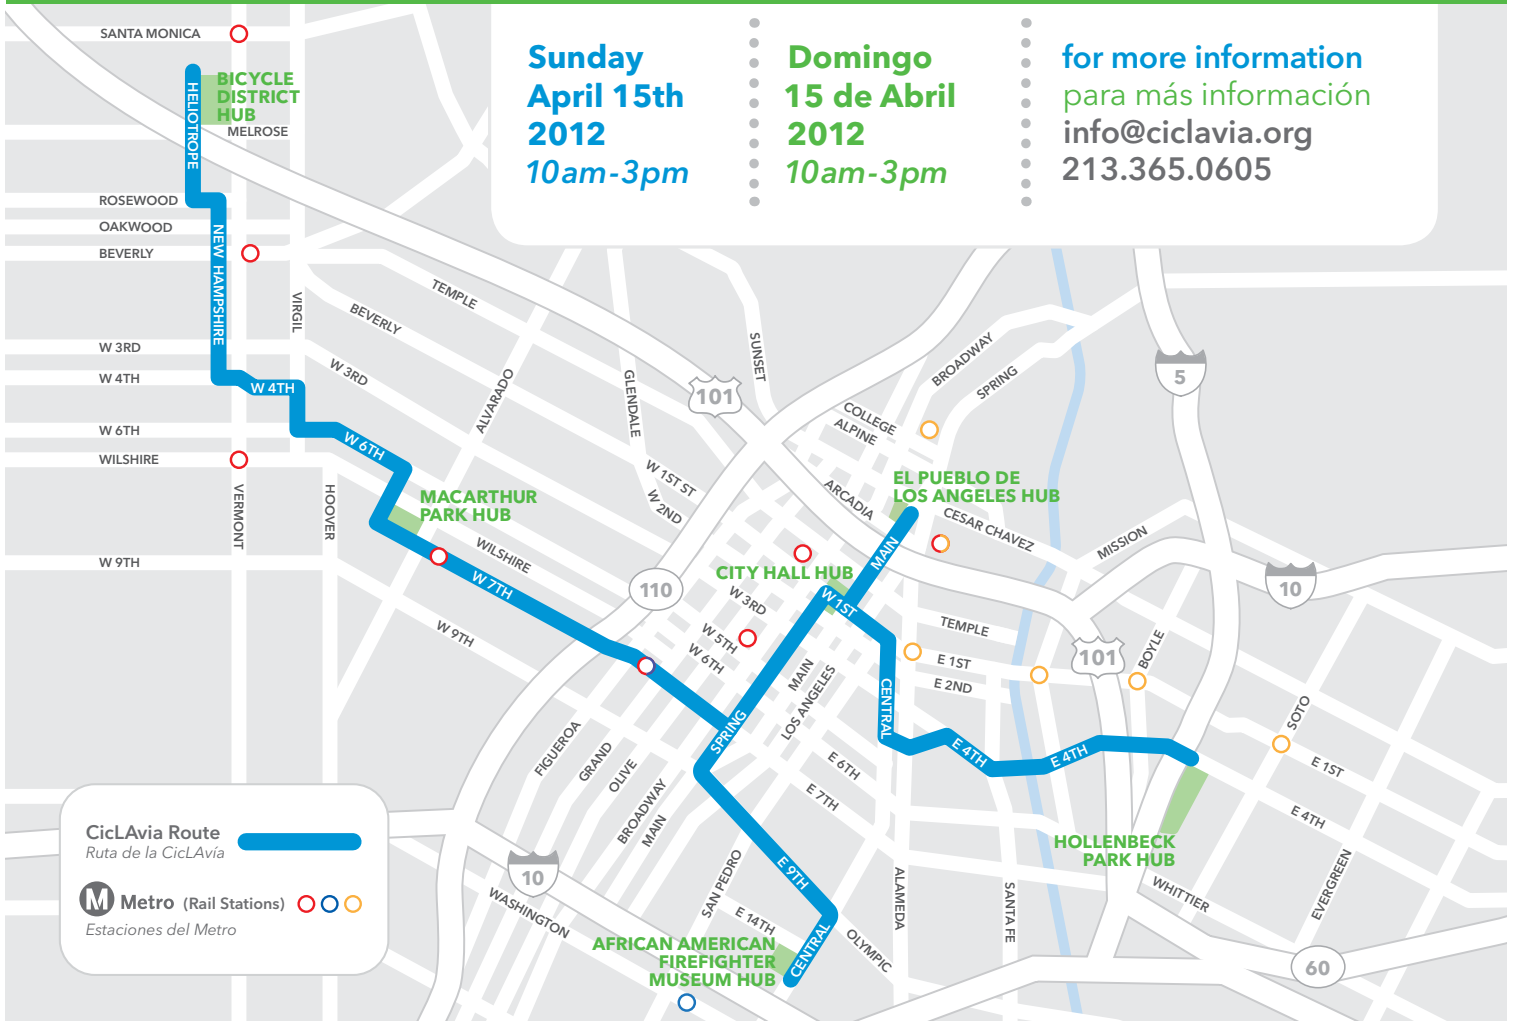 Sunday
April 15th
2012
10am-3pm
Domingo
15 de Abril
2012
10am-3pm
for more information
para más información
info@ciclavia.org
213.365.0605
SANTA MONICA
BICYCLE
DISTRICT
HUB
MELROSE
HELIOTROPE
ROSEWOOD
OAKWOOD
BEVERLY
NEW HAMPSHIRE
VIRGIL
TEMPLE
BEVERLY
W 3RD
W 3RD
W 4TH
W 4TH
W 6TH
W 6TH
WILSHIRE
ALVARADO
GLENDALE
SUNSET
101
BROADWAY
SPRING
5
COLLEGE
ALPINE
W 1ST ST
W 2ND
ARCADIA
EL PUEBLO DE
LOS ANGELES HUB
CESAR CHAVEZ
MISSION
VERMONT
HOOVER
MACARTHUR
PARK HUB
WILSHIRE
W 7TH
W 9TH
W 9TH
110
CITY HALL HUB
MAIN
W 1ST
W 3RD
W 5TH
W 6TH
TEMPLE
E 1ST
E 2ND
101
BOYLE
10
MAIN
LOS ANGELES
CENTRAL
SPRING
E 4TH
E 4TH
SOTO
E 1ST
E 4TH
E 6TH
E 7TH
FIGUEROA
GRAND
OLIVE
BROADWAY
MAIN
HOLLENBECK
PARK HUB
WHITTIER
EVERGREEN
10
WASHINGTON
SAN PEDRO
E 9TH
E 14TH
CENTRAL
OLYMPIC
ALAMEDA
SANTA FE
60
AFRICAN AMERICAN
FIREFIGHTER
MUSEUM HUB
CicLAvia Route
Ruta de la CicLAvía
M Metro (Rail Stations)
Estaciones del Metro